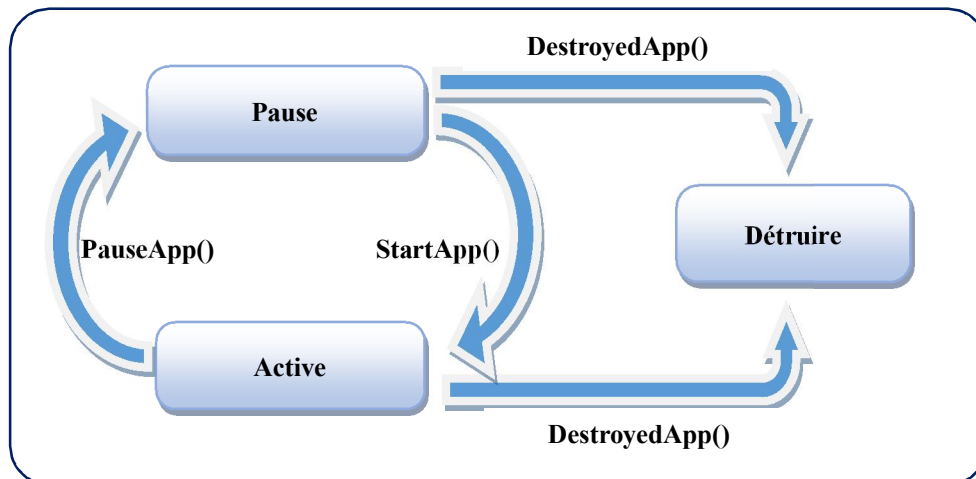 DestroyedApp()
Pause
PauseApp()
StartApp()
Détruire
Active
DestroyedApp()